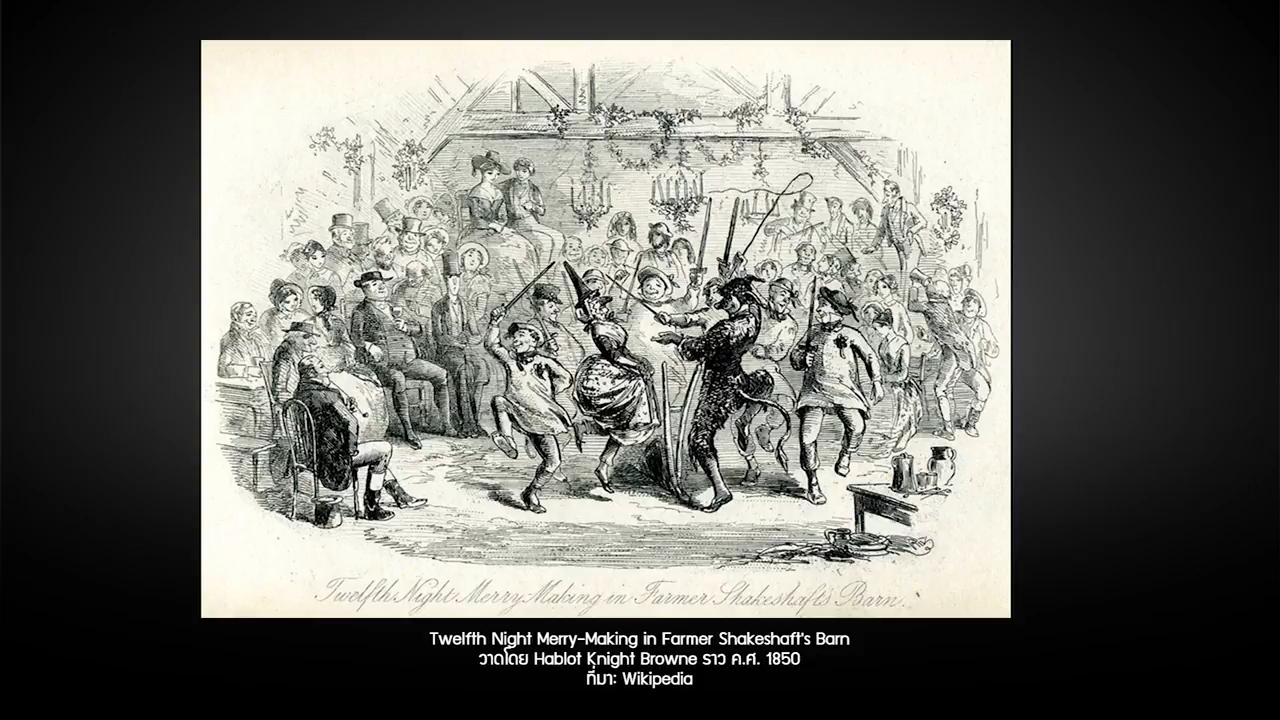 Twelfth Night Merry Making in Farmer Shakeshaft's Barn.
Twelfth Night Merry-Making in Farmer Shakeshaft's Barn
วาดโดย Hablot Knight Browne ราว ค.ศ. 1850
ที่มา: Wikipedia